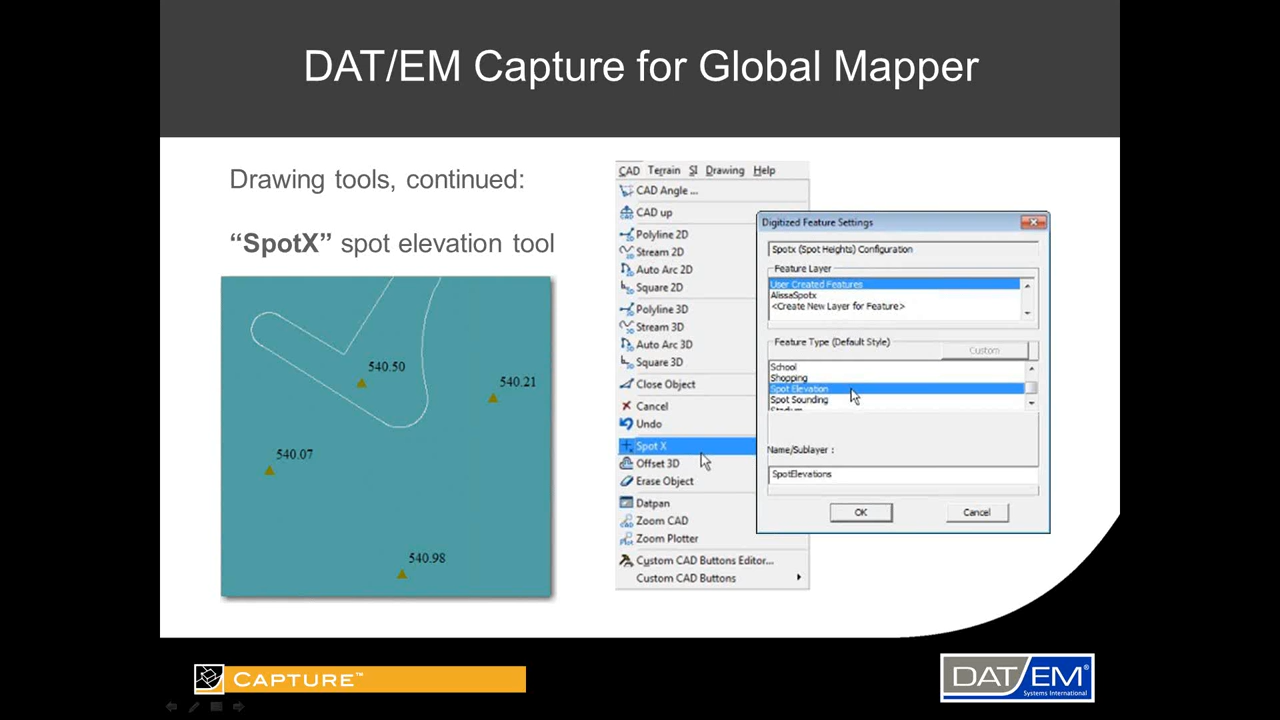 DAT/EM Capture for Global Mapper
Drawing tools, continued:
“SpotX” spot elevation tool
540.50
540.21
540.07
540.98
CAD Terrain SI Drawing Help
CAD Angle ...
CAD up
Polyline 2D
Stream 2D
Auto Arc 2D
Square 2D
Polyline 3D
Stream 3D
Auto Arc 3D
Square 3D
Close Object
Cancel
Undo
Spot X
Offset 3D
Erase Object
Datpan
Zoom CAD
Zoom Plotter
Custom CAD Buttons Editor...
Custom CAD Buttons
Digitized Feature Settings
Spotx (Spot Heights) Configuration
Feature Layer
User Created Features
AlissaSpotx
<Create New Layer for Feature>
Feature Type (Default Style)
Custom
School
Shopping
Spot Elevation
Spot Sounding
Stadium
Name/Sublayer :
SpotElevations
OK Cancel
CAPTURE™
DAT/EM®
Systems International